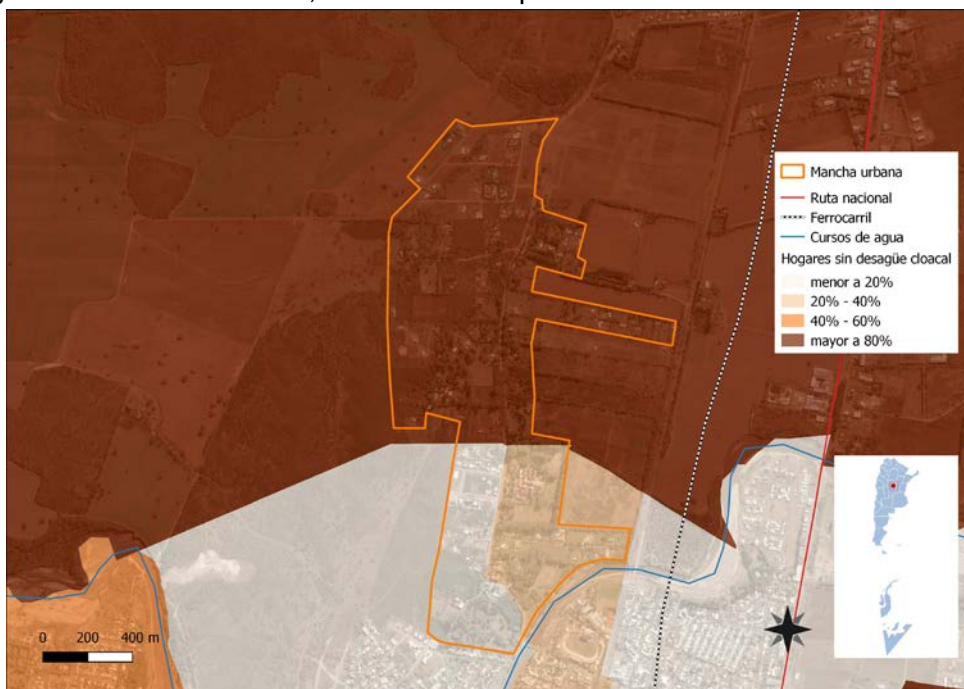 Mancha urbana
Ruta nacional
Ferrocarril
Cursos de agua
Hogares sin desagüe cloacal
menor a 20%
20% - 40%
40% - 60%
mayor a 80%
0 200 400 m